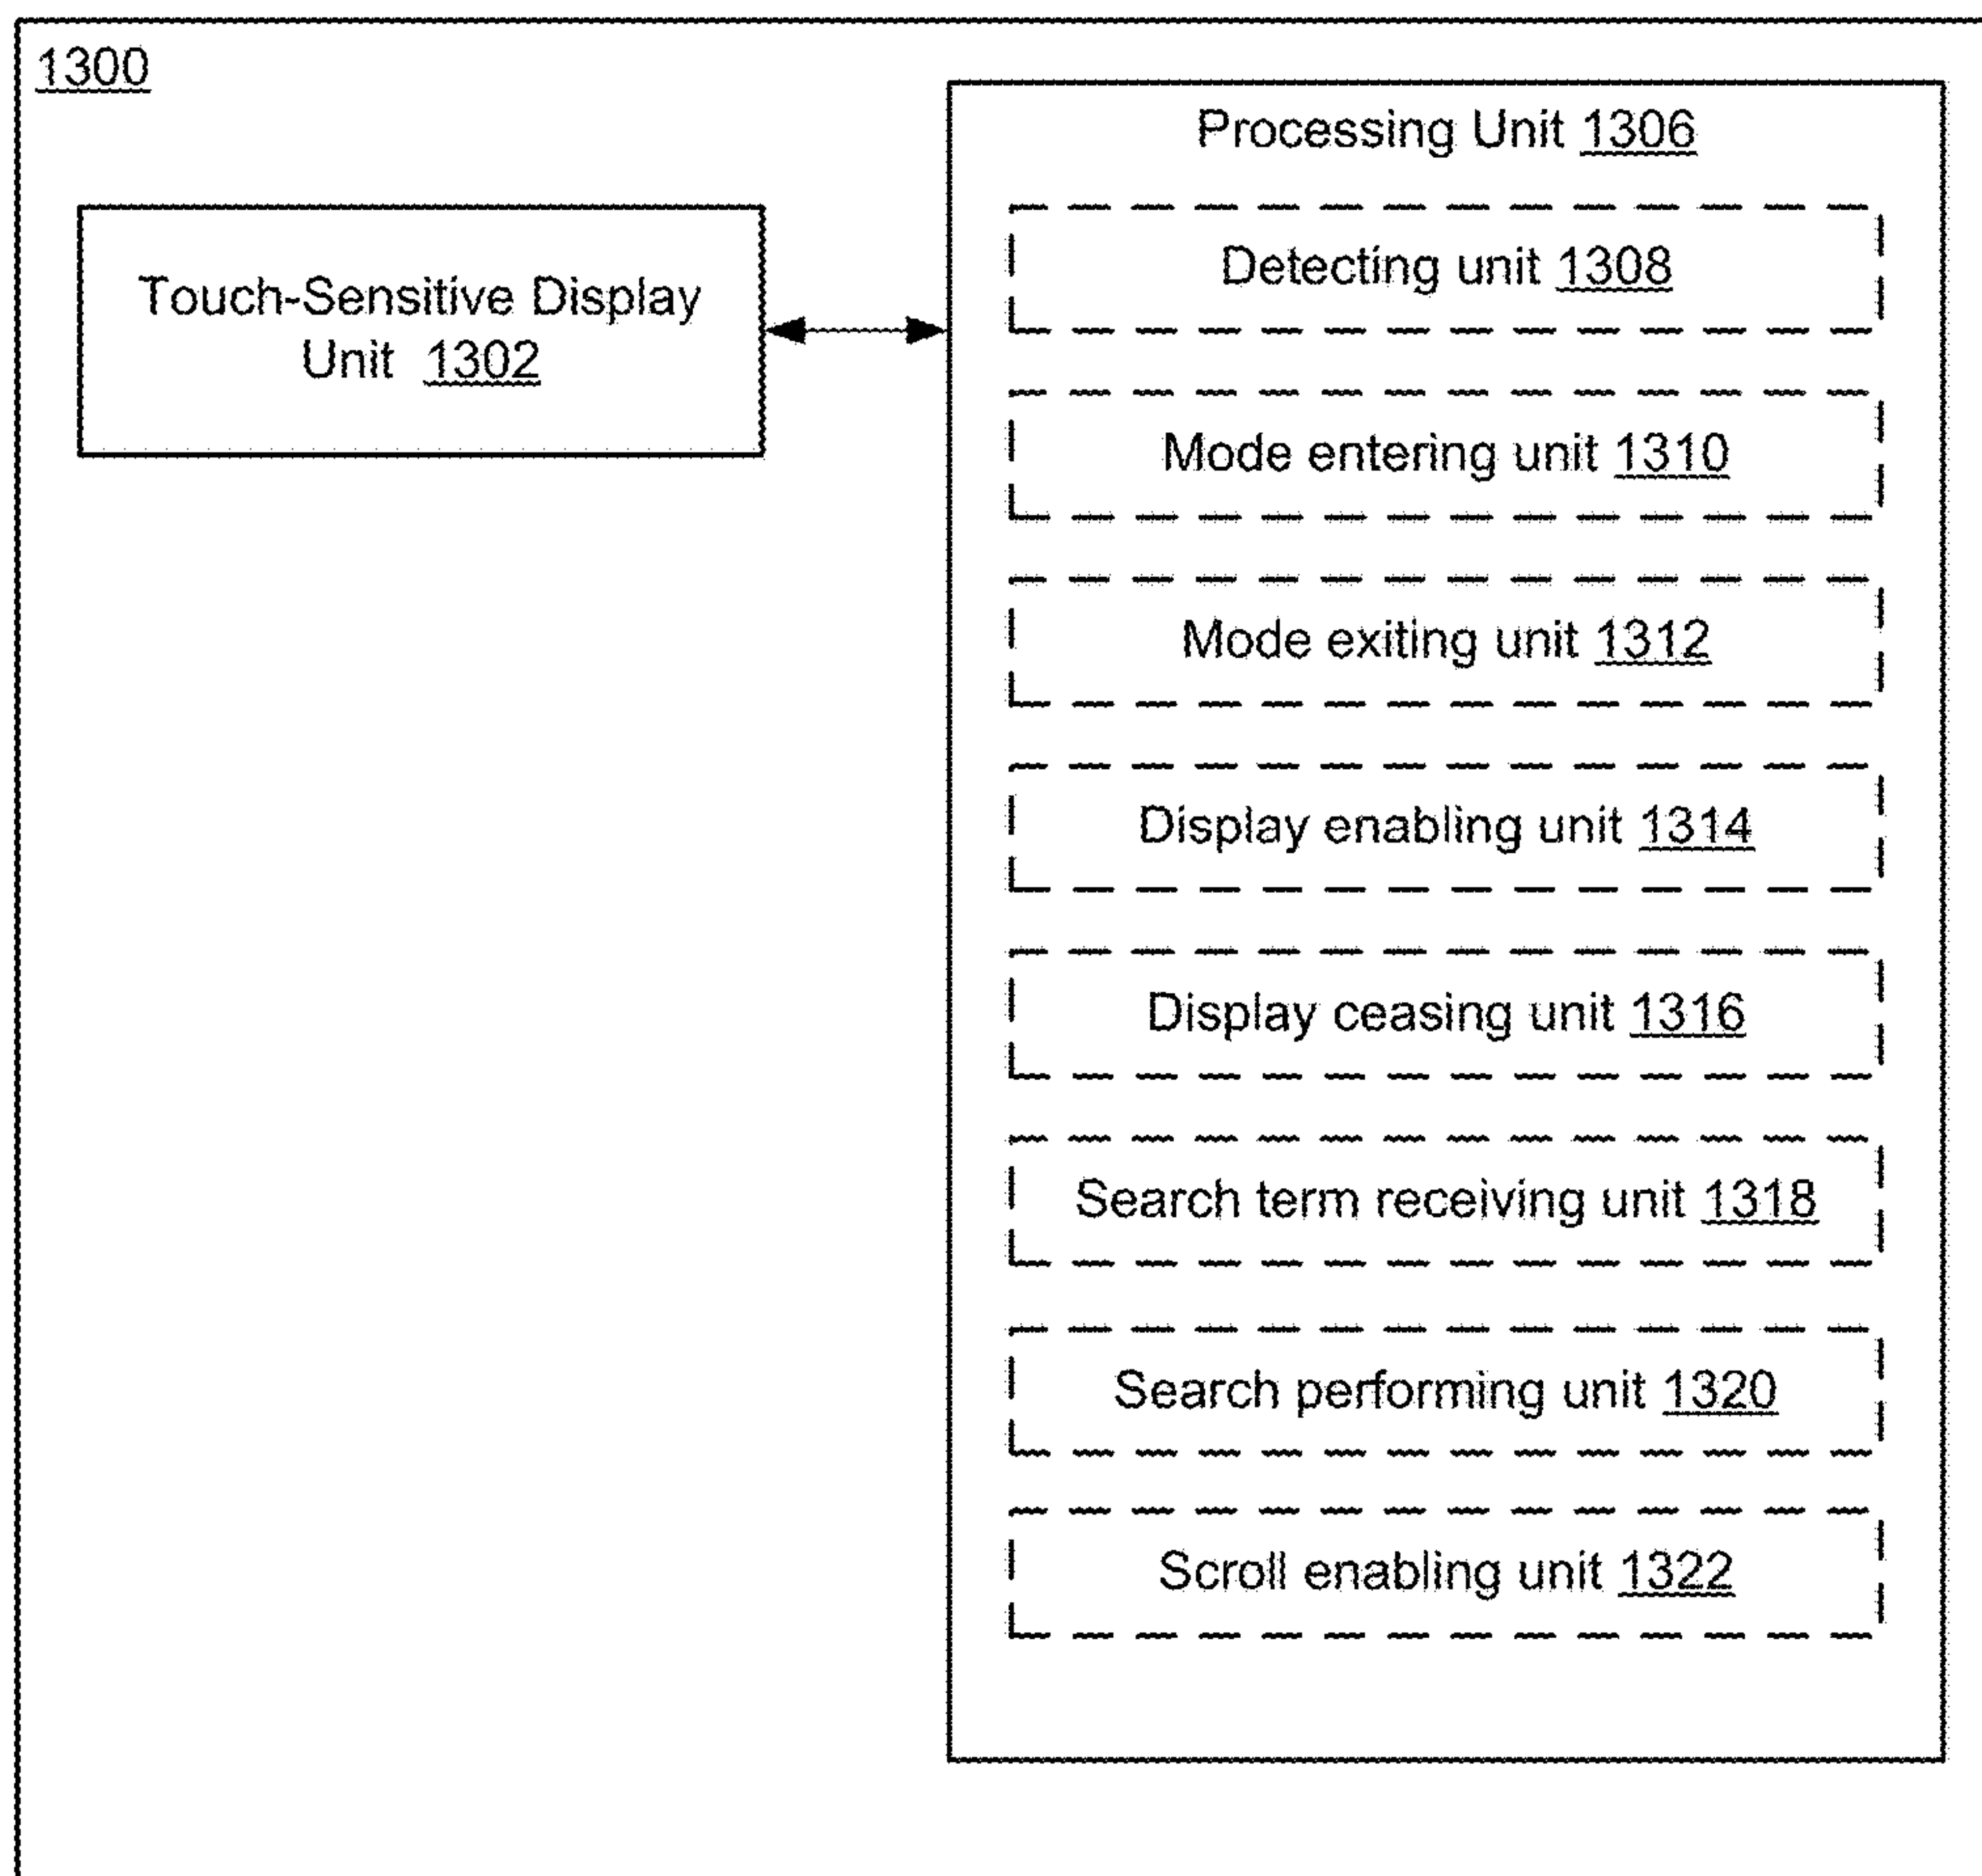 1300
Processing Unit 1306
Touch-Sensitive Display
Unit 1302
Detecting unit 1308
Mode entering unit 1310
Mode exiting unit 1312
Display enabling unit 1314
Display ceasing unit 1316
Search term receiving unit 1318
Search performing unit 1320
Scroll enabling unit 1322